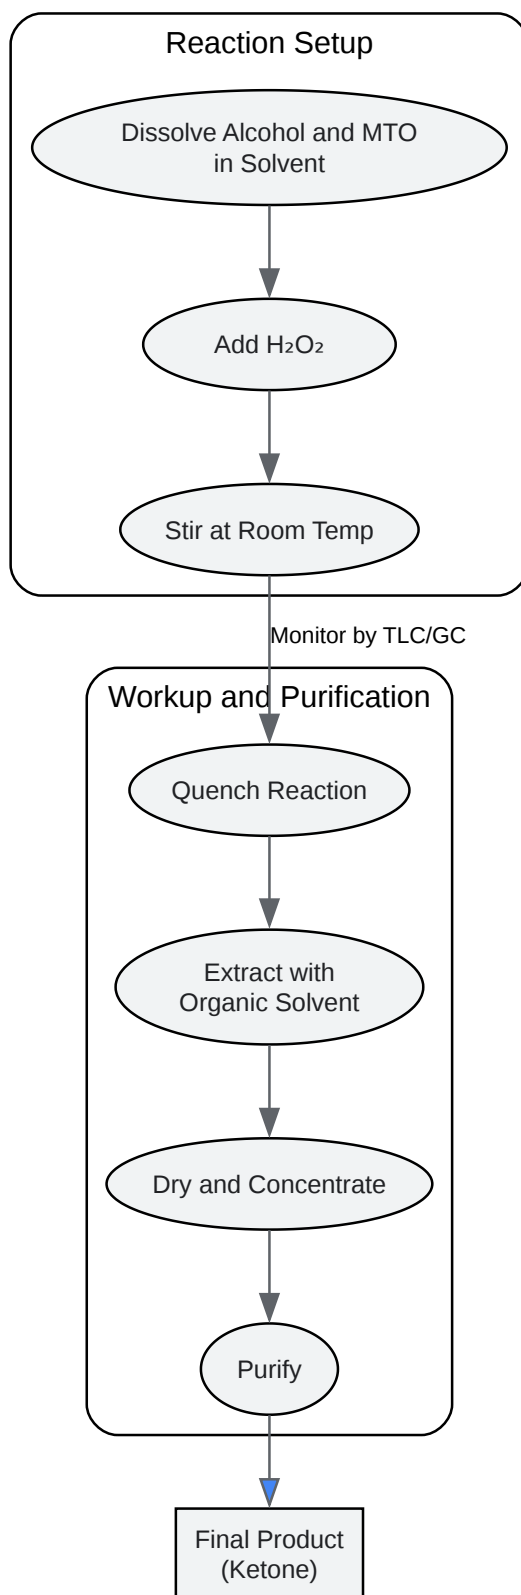 Reaction Setup
Dissolve Alcohol and MTO
in Solvent
Add H₂O₂
Stir at Room Temp
Monitor by TLC/GC
Workup and Purification
Quench Reaction
Extract with
Organic Solvent
Dry and Concentrate
Purify
Final Product
(Ketone)